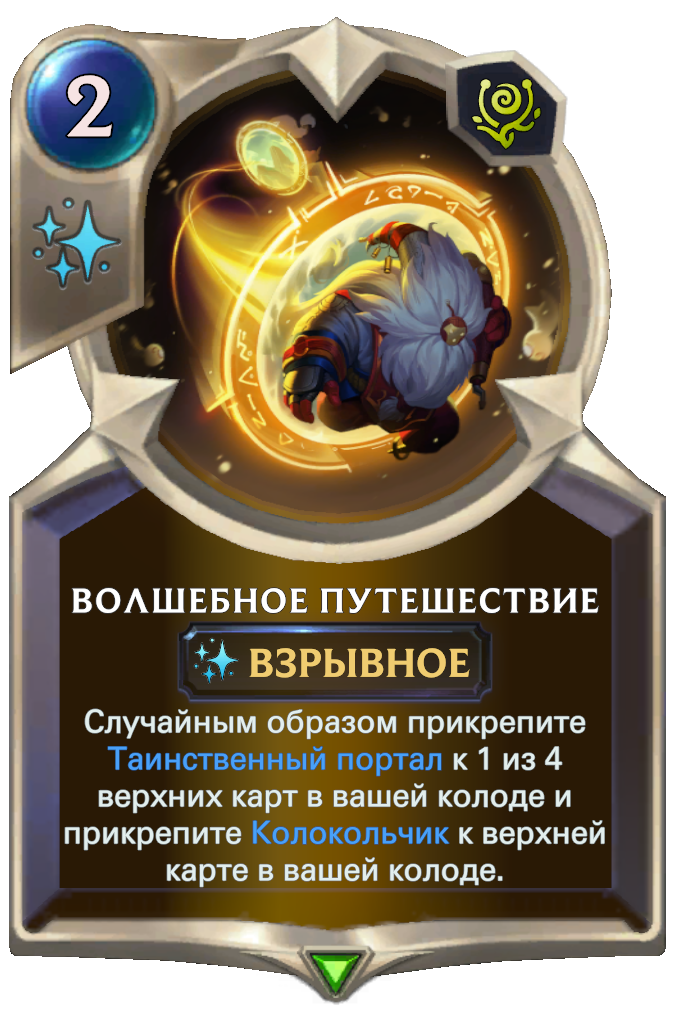 2
ВОЛШЕБНОЕ ПУТЕШЕСТВИЕ
ВЗРЫВНОЕ
Случайным образом прикрепите
Таинственный портал к 1 из 4
верхних карт в вашей колоде и
прикрепите Колокольчик к верхней
карте в вашей колоде.